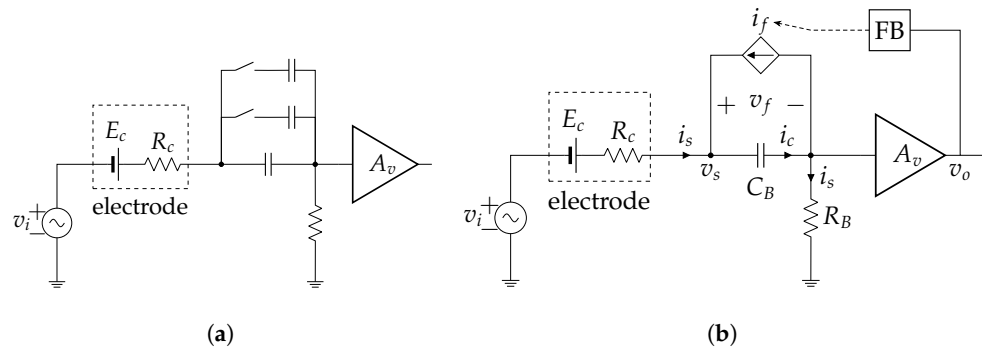 E_c
R_c
electrode
v_i
+
−
A_v
(a)
i_f
FB
+ v_f −
E_c
R_c
i_s
i_c
v_s
C_B
i_s
A_v
v_o
electrode
v_i
+
−
R_B
(b)